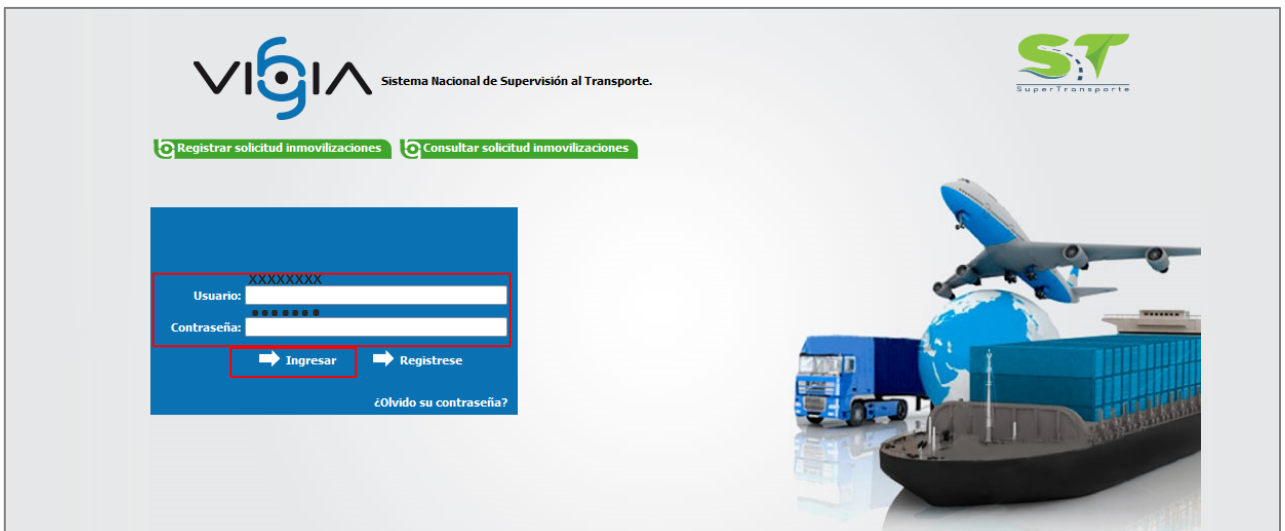 VIGIA
Sistema Nacional de Supervisión al Transporte.
ST
SuperTransporte
Registrar solicitud inmovilizaciones
Consultar solicitud inmovilizaciones
XXXXXXXX
Usuario:
Contraseña:
Ingresar
Registrese
¿Olvido su contraseña?